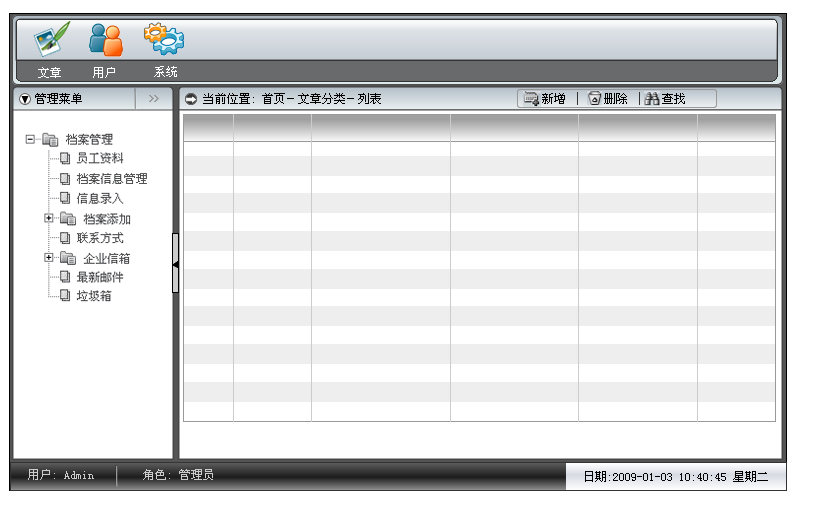 文章 用户 系统
管理菜单 >> 当前位置: 首页-文章分类-列表 新增 | 删除 | 查找
档案管理
员工资料
档案信息管理
信息录入
档案添加
联系方式
企业信箱
最新邮件
垃圾箱
用户: Admin 角色: 管理员 日期:2009-01-03 10:40:45 星期二